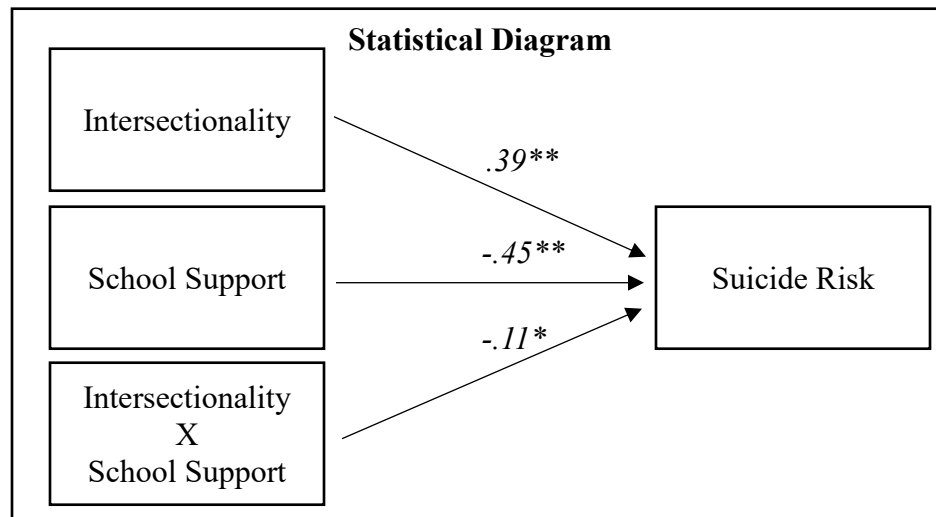 Statistical Diagram
Intersectionality
.39**
School Support
-.45**
Suicide Risk
-.11*
Intersectionality
X
School Support